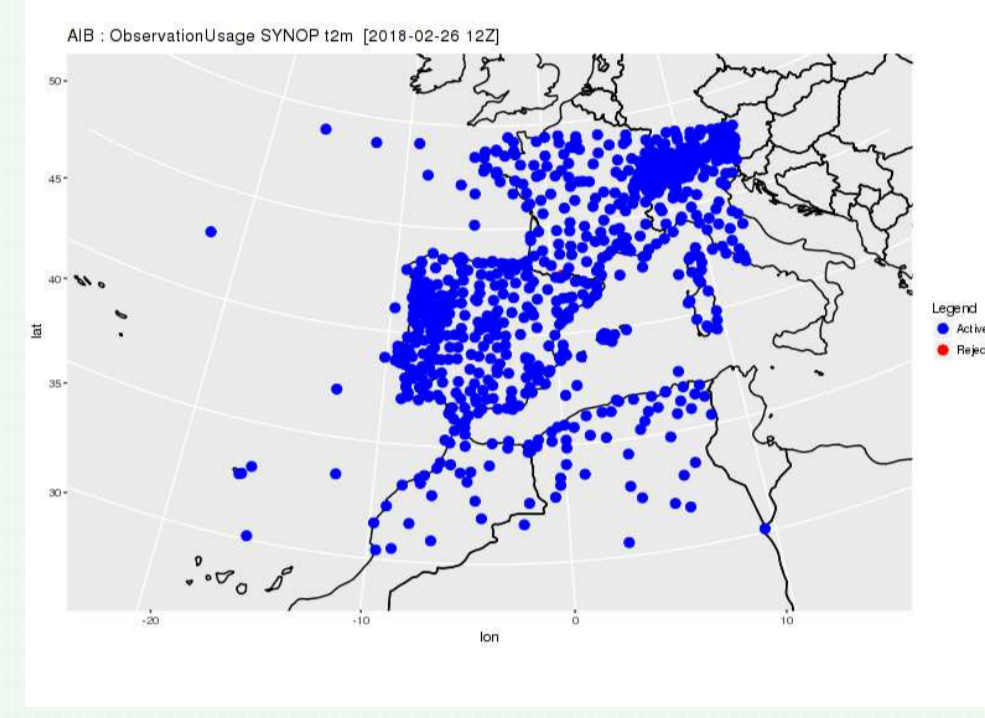 AIB : ObservationUsage SYNOP t2m [2018-02-26 12Z]
50
45
40
35
30
lat
-20
-10
0
10
lon
Legend
Active
Rejec